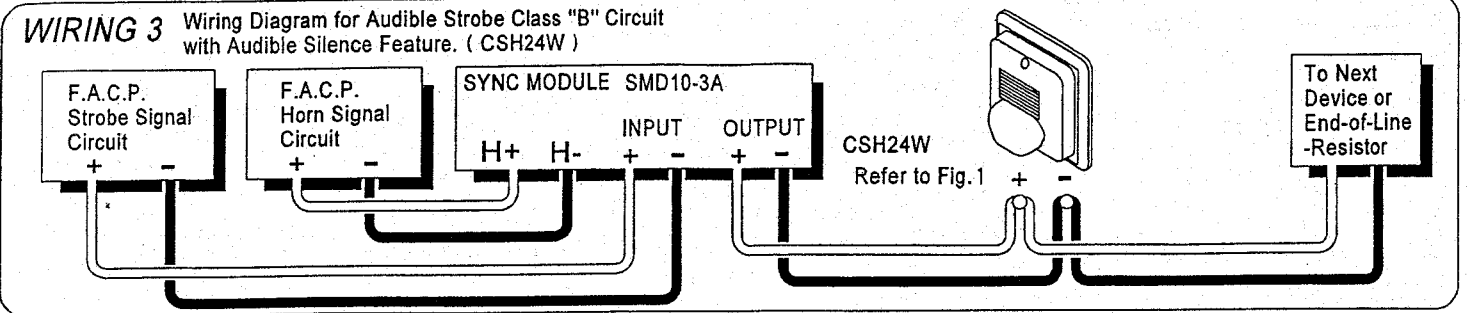 WIRING 3
Wiring Diagram for Audible Strobe Class "B" Circuit
with Audible Silence Feature. ( CSH24W )
F.A.C.P.
Strobe Signal
Circuit
+ -
F.A.C.P.
Horn Signal
Circuit
+ -
SYNC MODULE SMD10-3A
INPUT OUTPUT
H+ H- + - + -
CSH24W
Refer to Fig.1
+ -
To Next
Device or
End-of-Line
-Resistor